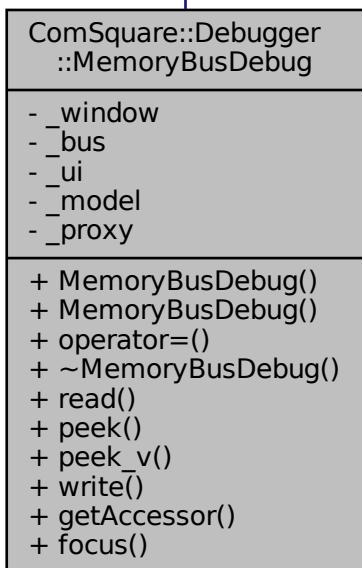 ComSquare::Debugger
::MemoryBusDebug
- _window
- _bus
- _ui
- _model
- _proxy
+ MemoryBusDebug()
+ MemoryBusDebug()
+ operator=()
+ ~MemoryBusDebug()
+ read()
+ peek()
+ peek_v()
+ write()
+ getAccessor()
+ focus()